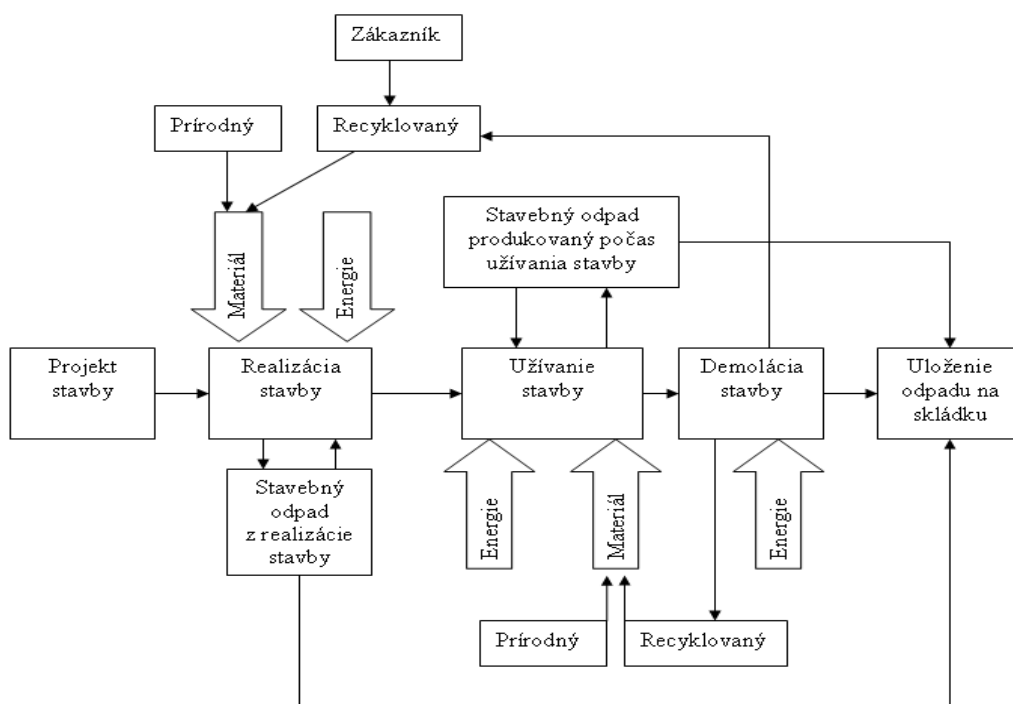 Zákazník
Prírodný
Recyklovaný
Stavebný odpad
produkovaný počas
užívania stavby
Materiál
Energie
Projekt
stavby
Realizácia
stavby
Užívanie
stavby
Demolácia
stavby
Uloženie
odpadu na
skládku
Stavebný
odpad
z realizácie
stavby
Energie
Materiál
Energie
Prírodný
Recyklovaný